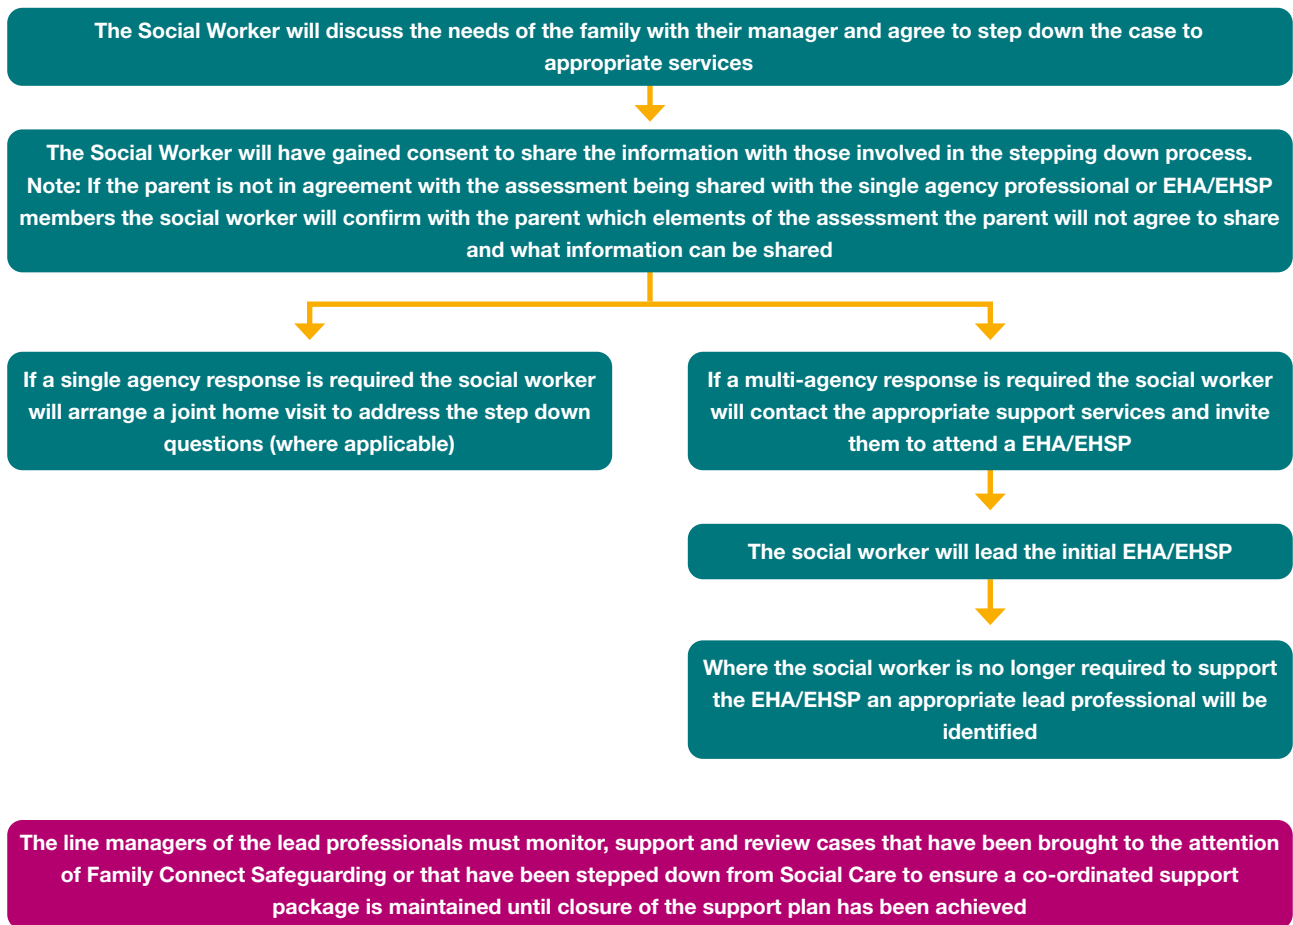 The Social Worker will discuss the needs of the family with their manager and agree to step down the case to
appropriate services
The Social Worker will have gained consent to share the information with those involved in the stepping down process.
Note: If the parent is not in agreement with the assessment being shared with the single agency professional or EHA/EHSP
members the social worker will confirm with the parent which elements of the assessment the parent will not agree to share
and what information can be shared
If a single agency response is required the social worker
will arrange a joint home visit to address the step down
questions (where applicable)
If a multi-agency response is required the social worker
will contact the appropriate support services and invite
them to attend a EHA/EHSP
The social worker will lead the initial EHA/EHSP
Where the social worker is no longer required to support
the EHA/EHSP an appropriate lead professional will be
identified
The line managers of the lead professionals must monitor, support and review cases that have been brought to the attention
of Family Connect Safeguarding or that have been stepped down from Social Care to ensure a co-ordinated support
package is maintained until closure of the support plan has been achieved